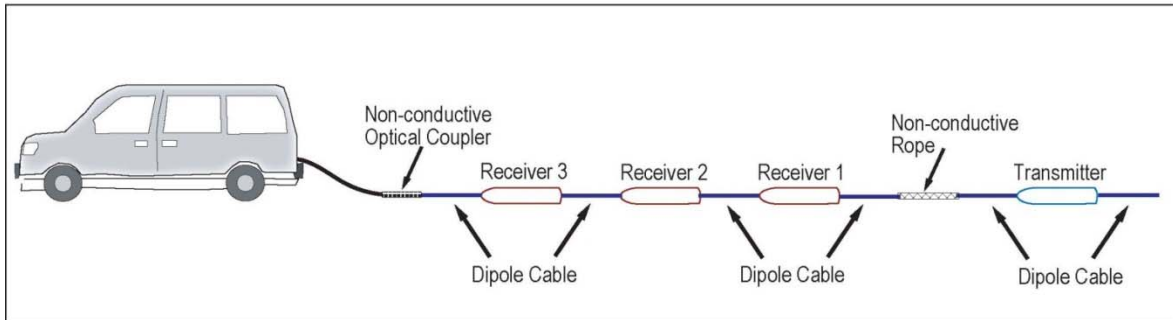 Non-conductive
Optical Coupler
Receiver 3
Receiver 2
Receiver 1
Non-conductive
Rope
Transmitter
Dipole Cable
Dipole Cable
Dipole Cable